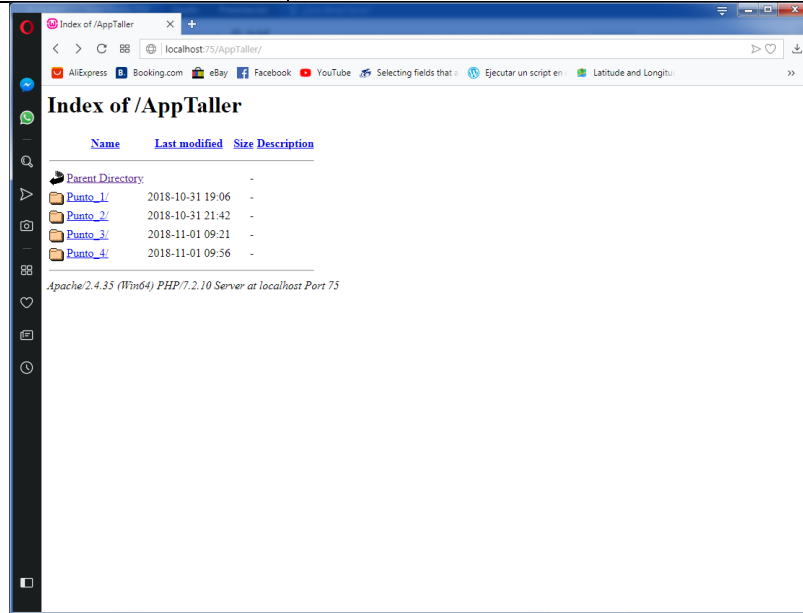 Index of /AppTaller
localhost:75/AppTaller/
AliExpress B. Booking.com eBay Facebook YouTube Selecting fields that a Ejecutar un script en Latitude and Longitu
Index of /AppTaller
Name Last modified Size Description
Parent Directory -
Punto_1/ 2018-10-31 19:06 -
Punto_2/ 2018-10-31 21:42 -
Punto_3/ 2018-11-01 09:21 -
Punto_4/ 2018-11-01 09:56 -
Apache/2.4.35 (Win64) PHP/7.2.10 Server at localhost Port 75